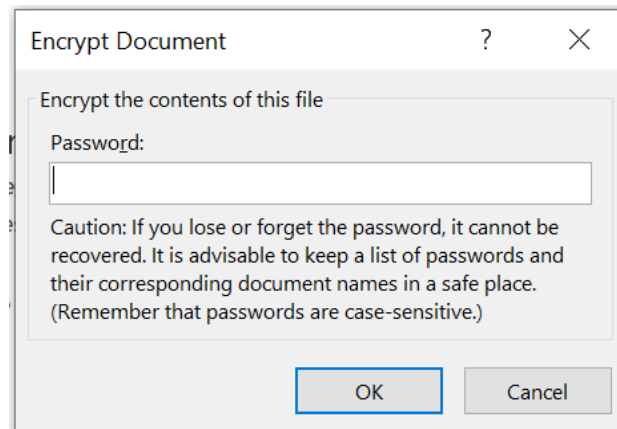 Encrypt Document ?
Encrypt the contents of this file
Password:
Caution: If you lose or forget the password, it cannot be
recovered. It is advisable to keep a list of passwords and
their corresponding document names in a safe place.
(Remember that passwords are case-sensitive.)
OK Cancel